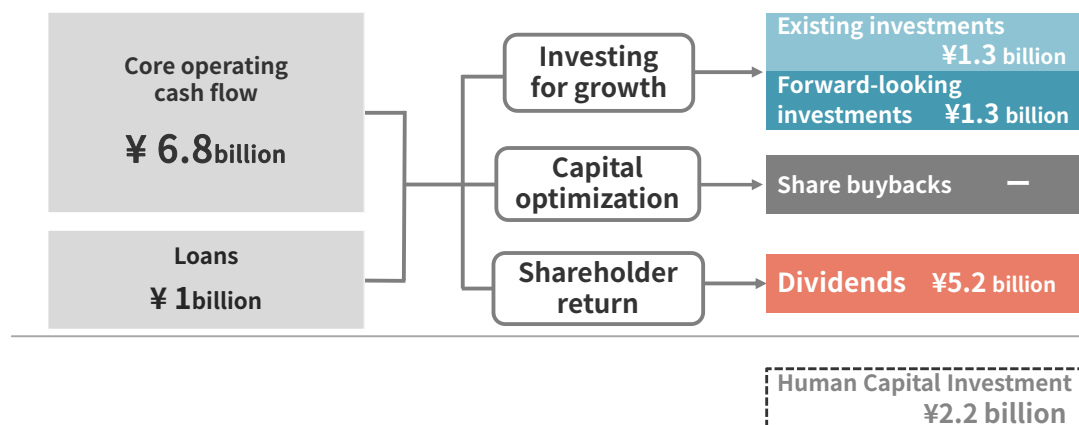 Core operating
cash flow
¥ 6.8billion
Loans
¥ 1billion
Investing
for growth
Capital
optimization
Shareholder
return
Existing investments
¥1.3 billion
Forward-looking
investments ¥1.3 billion
Share buybacks －
Dividends ¥5.2 billion
Human Capital Investment
¥2.2 billion